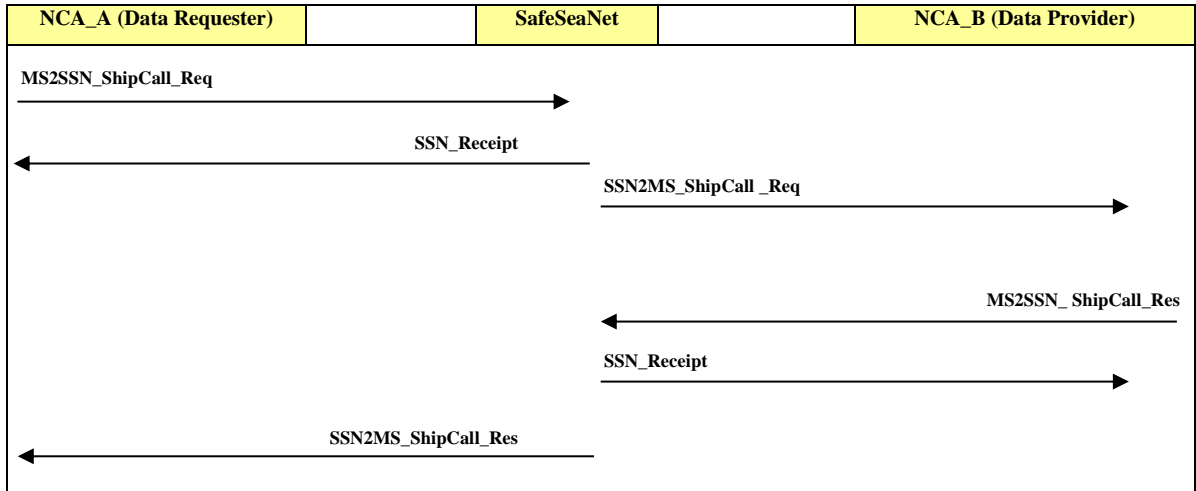 NCA_A (Data Requester) SafeSeaNet NCA_B (Data Provider)
MS2SSN_ShipCall_Req
SSN_Receipt
SSN2MS_ShipCall _Req
MS2SSN_ ShipCall_Res
SSN_Receipt
SSN2MS_ShipCall_Res